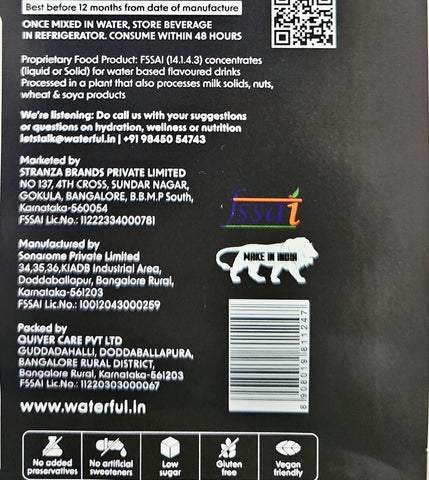 Best before 12 months from date of manufacture
ONCE MIXED IN WATER, STORE BEVERAGE
IN REFRIGERATOR. CONSUME WITHIN 48 HOURS
Proprietary Food Product: FSSAI (14.1.4.3) concentrates
(liquid or Solid) for water based flavoured drinks
Processed in a plant that also processes milk solids, nuts,
wheat & soya products
We're listening: Do call us with your suggestions
or questions on hydration, wellness or nutrition
letstalk@waterful.in | +91 98450 54743
Marketed by
STRANZA BRANDS PRIVATE LIMITED
NO 137, 4TH CROSS, SUNDAR NAGAR,
GOKULA, BANGALORE, B.B.M.P South,
Karnataka-560054
FSSAI Lic.No.: 11222334000781
fssai
Manufactured by
Sonarome Private Limited
34,35,36,KIADB Industrial Area,
Doddaballapur, Bangalore Rural,
Karnataka-561203
FSSAI Lic.No.: 10012043000259
MAKE IN INDIA
Packed by
QUIVER CARE PVT LTD
GUDDADAHALLI, DODDABALLAPURA,
BANGALORE RURAL DISTRICT,
Bangalore Rural, Karnataka-561203
FSSAI Lic.No.: 11220303000067
8908019811247
www.waterful.in
No added
preservatives
No artificial
sweeteners
Low
sugar
Gluten
free
Vegan
friendly